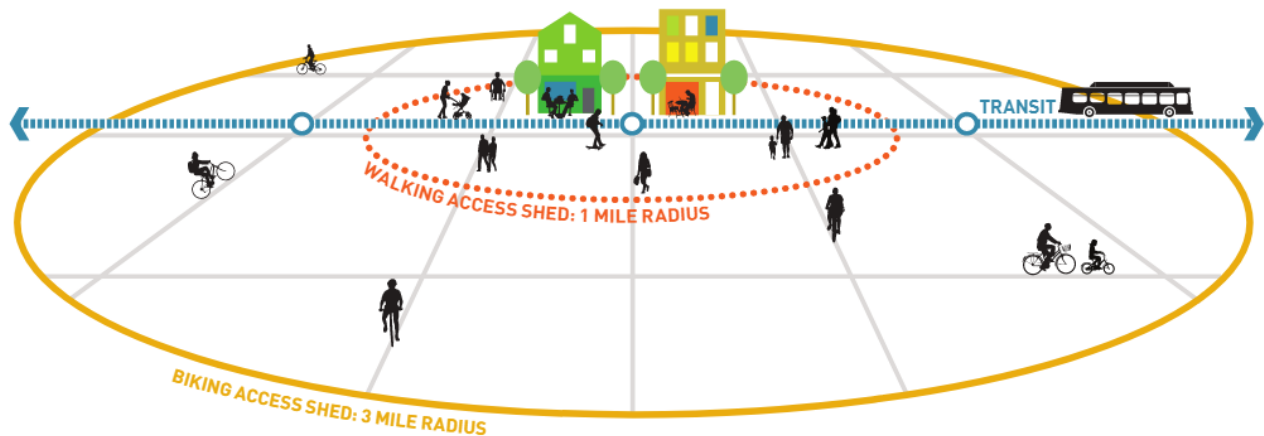 TRANSIT
WALKING ACCESS SHED: 1 MILE RADIUS
BIKING ACCESS SHED: 3 MILE RADIUS